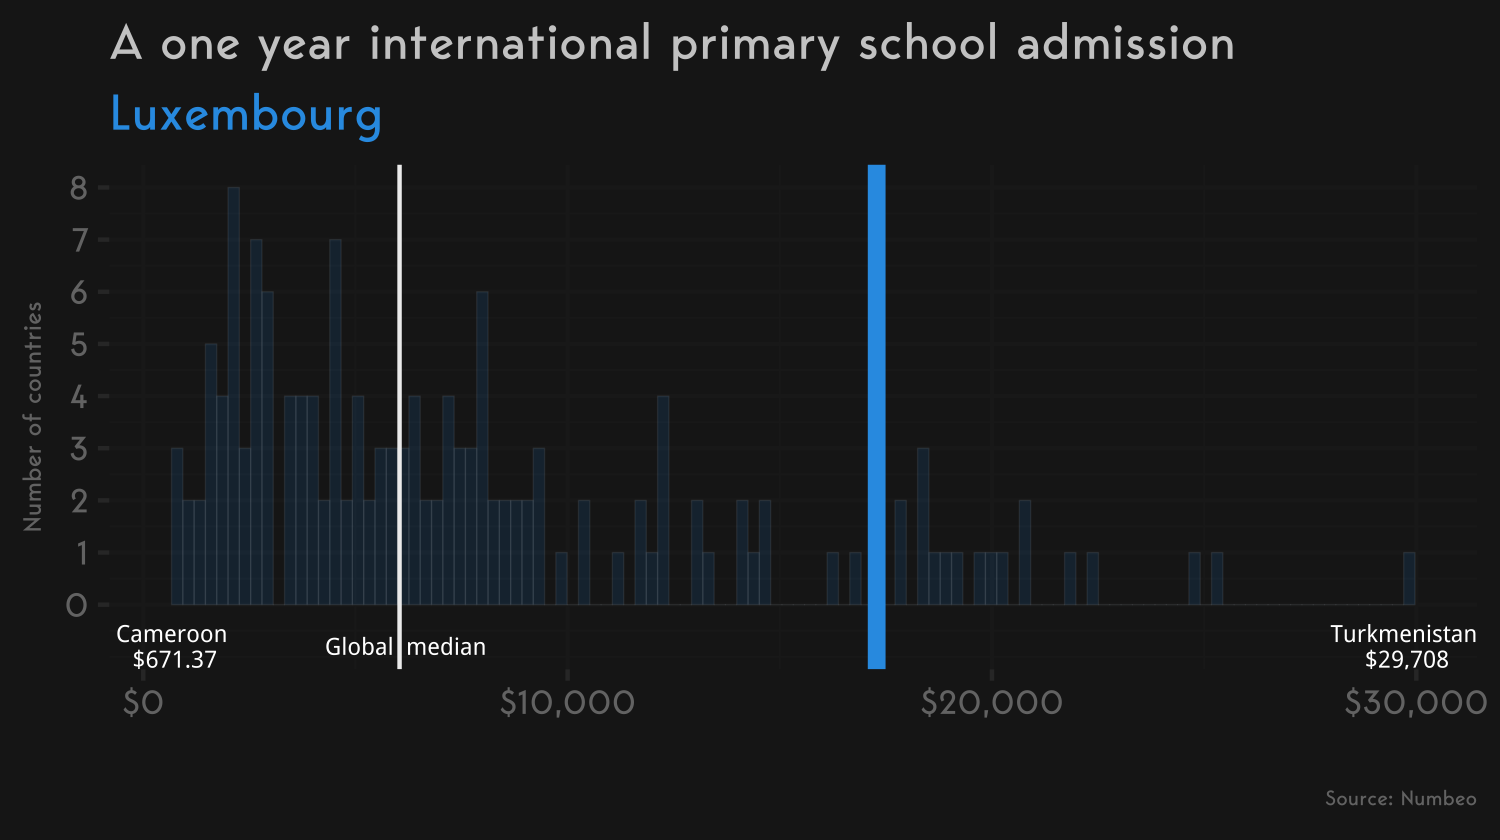 A one year international primary school admission
Luxembourg
Number of countries
8
7
6
5
4
3
2
1
0
Cameroon
$671.37
Global median
Turkmenistan
$29,708
$0 $10,000 $20,000 $30,000
Source: Numbeo